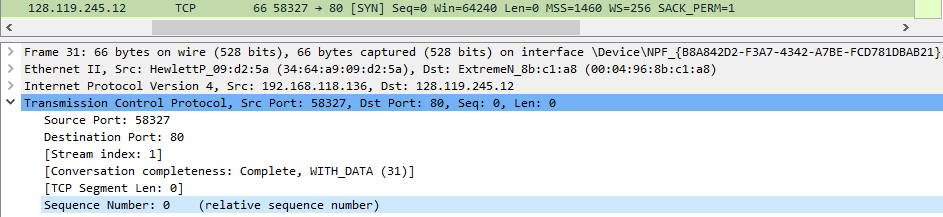 128.119.245.12 TCP 66 58327 → 80 [SYN] Seq=0 Win=64240 Len=0 MSS=1460 WS=256 SACK_PERM=1
Frame 31: 66 bytes on wire (528 bits), 66 bytes captured (528 bits) on interface \Device\NPF_{B8A842D2-F3A7-4342-A7BE-FCD781DBAB21}
Ethernet II, Src: HewlettP_09:d2:5a (34:64:a9:09:d2:5a), Dst: ExtremeN_8b:c1:a8 (00:04:96:8b:c1:a8)
Internet Protocol Version 4, Src: 192.168.118.136, Dst: 128.119.245.12
Transmission Control Protocol, Src Port: 58327, Dst Port: 80, Seq: 0, Len: 0
Source Port: 58327
Destination Port: 80
[Stream index: 1]
[Conversation completeness: Complete, WITH_DATA (31)]
[TCP Segment Len: 0]
Sequence Number: 0 (relative sequence number)